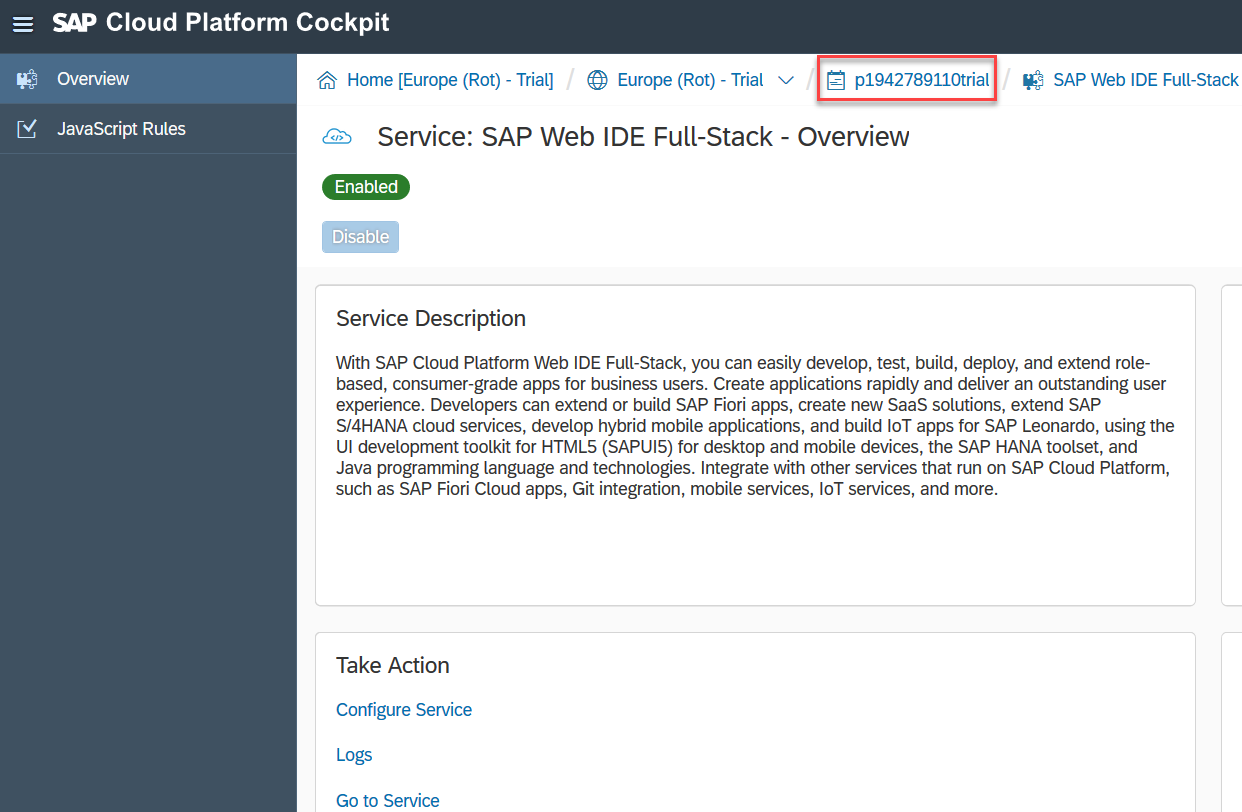 SAP Cloud Platform Cockpit
Overview
JavaScript Rules
Home [Europe (Rot) - Trial] / Europe (Rot) - Trial / p1942789110trial / SAP Web IDE Full-Stack
Service: SAP Web IDE Full-Stack - Overview
Enabled
Disable
Service Description
With SAP Cloud Platform Web IDE Full-Stack, you can easily develop, test, build, deploy, and extend role-
based, consumer-grade apps for business users. Create applications rapidly and deliver an outstanding user
experience. Developers can extend or build SAP Fiori apps, create new SaaS solutions, extend SAP
S/4HANA cloud services, develop hybrid mobile applications, and build IoT apps for SAP Leonardo, using the
UI development toolkit for HTML5 (SAPUI5) for desktop and mobile devices, the SAP HANA toolset, and
Java programming language and technologies. Integrate with other services that run on SAP Cloud Platform,
such as SAP Fiori Cloud apps, Git integration, mobile services, IoT services, and more.
Take Action
Configure Service
Logs
Go to Service